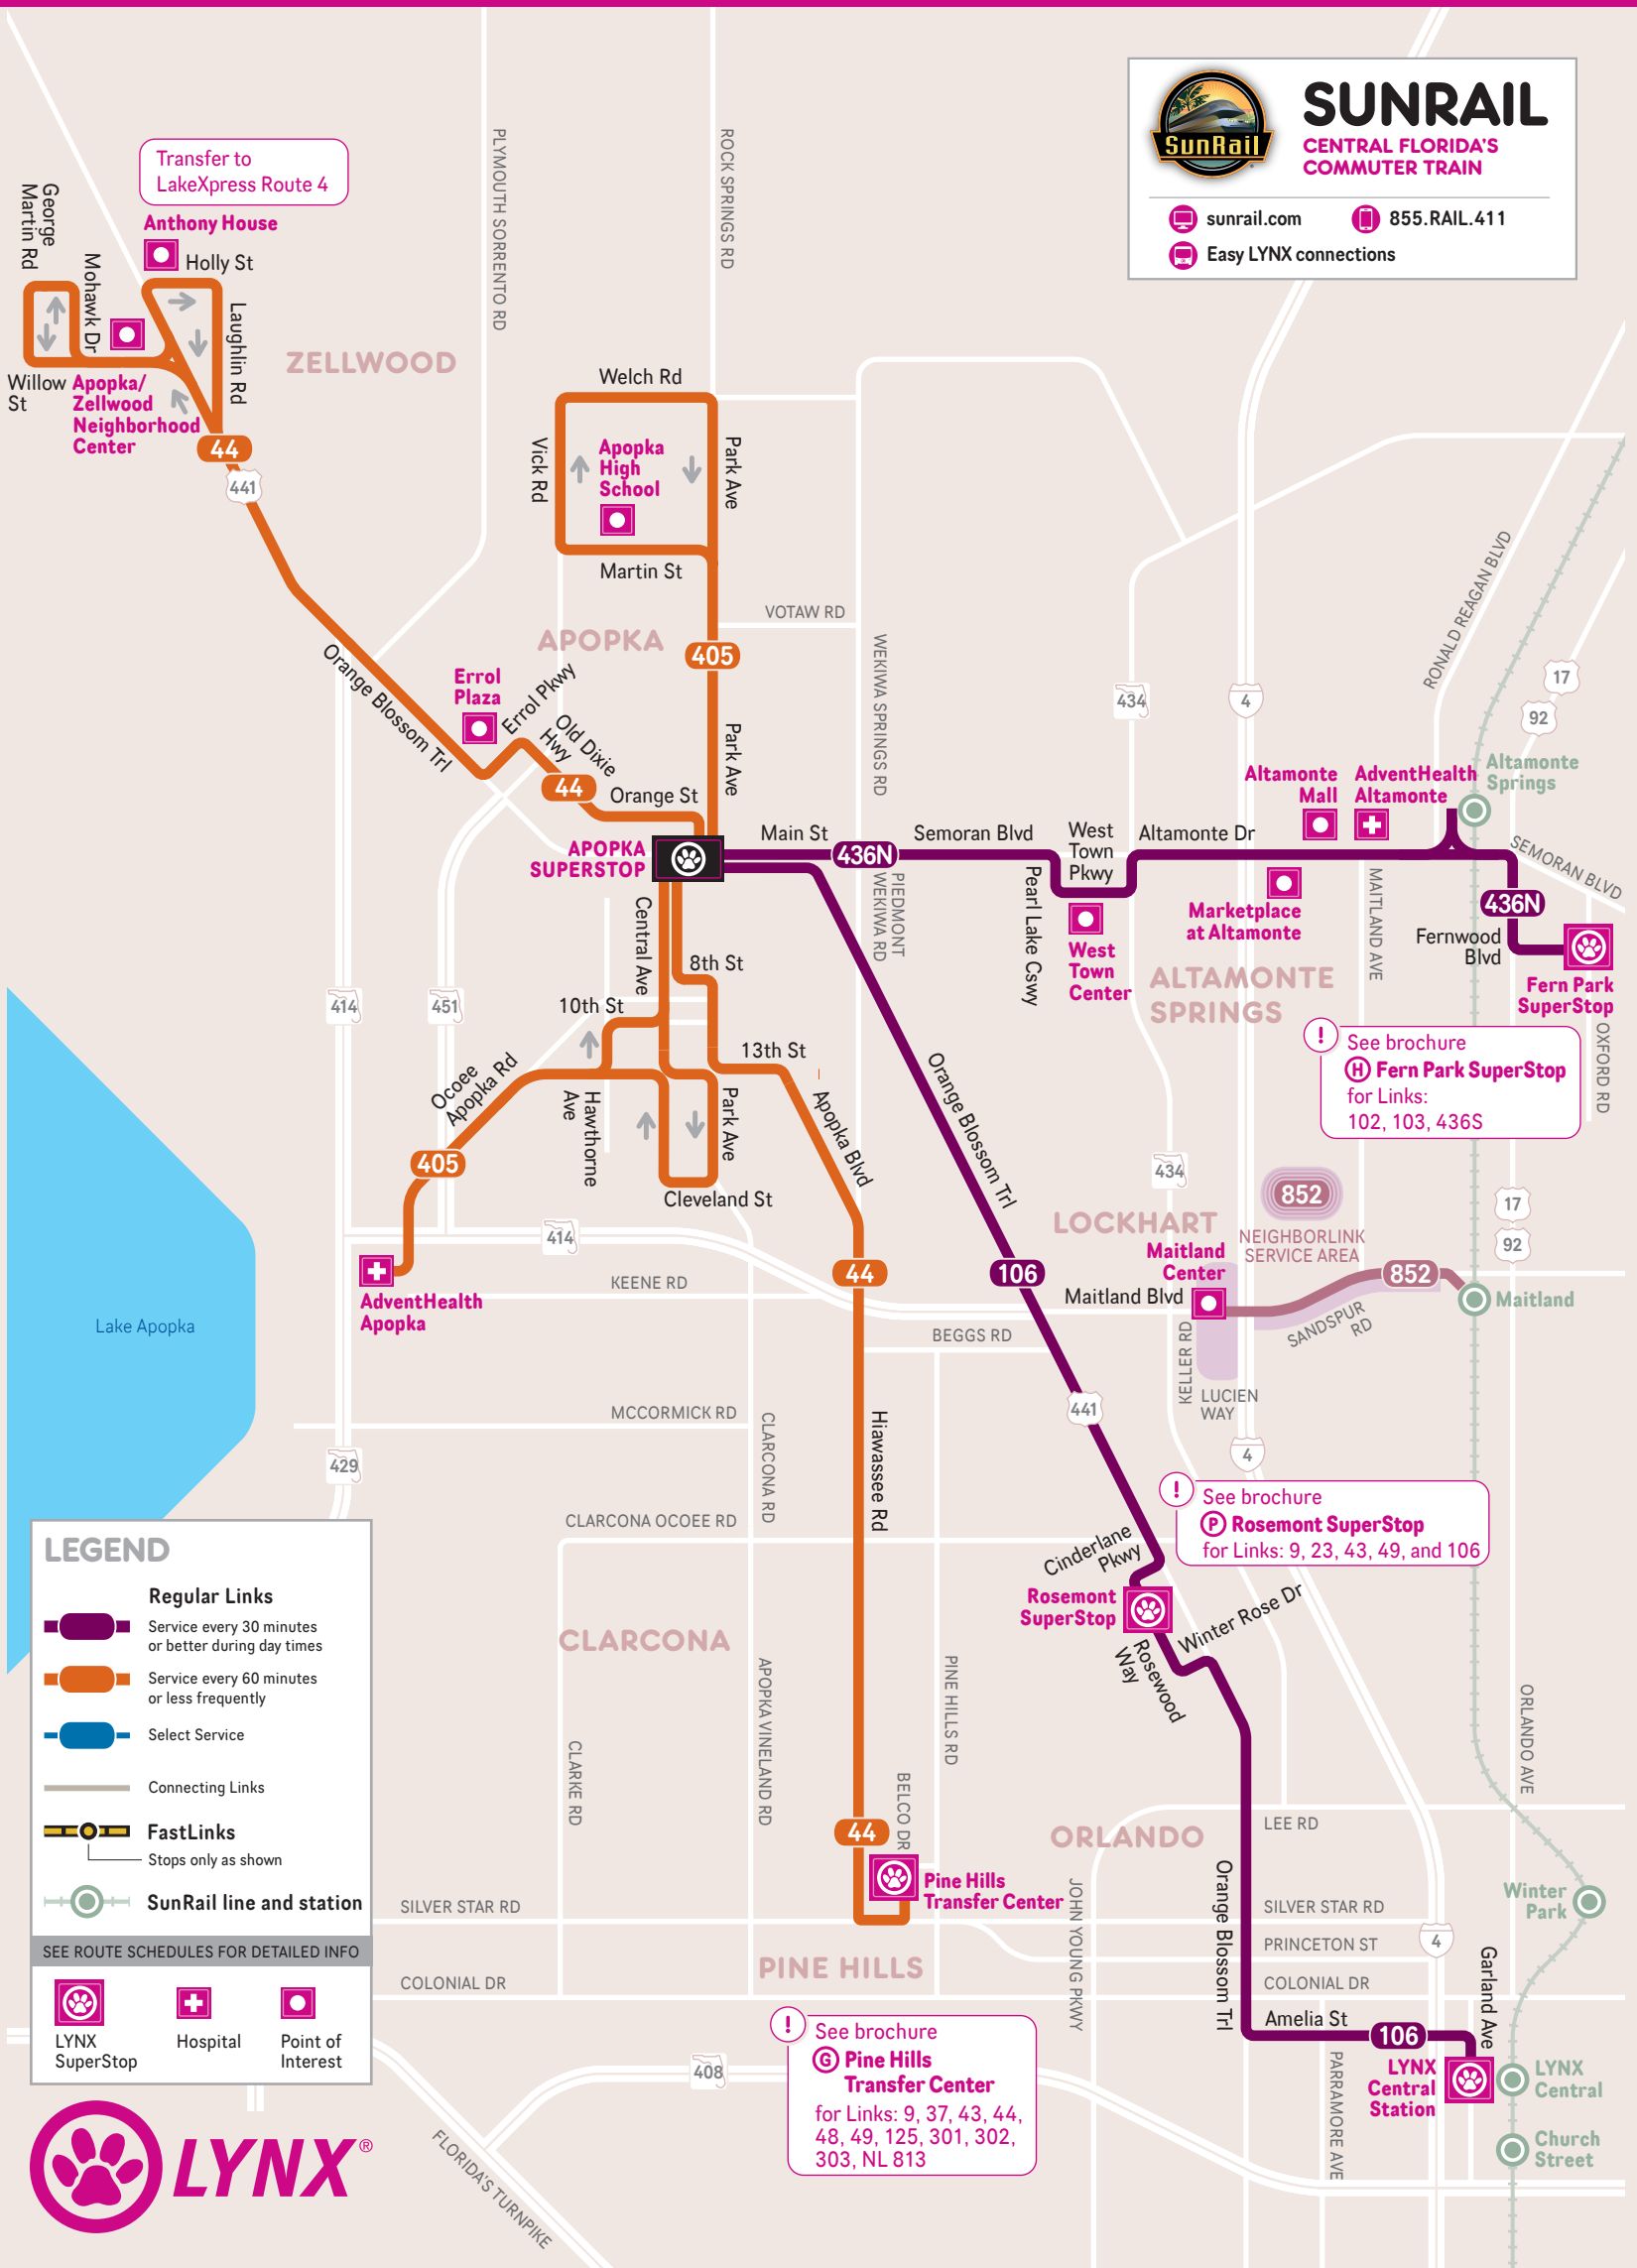 SunRail
SUNRAIL
CENTRAL FLORIDA'S
COMMUTER TRAIN
sunrail.com
855.RAIL.411
Easy LYNX connections
Transfer to
LakeXpress Route 4
Anthony House
Holly St
George
Martin Rd
Mohawk Dr
Laughlin Rd
Willow
St
Apopka/
Zellwood
Neighborhood
Center
44
441
ZELLWOOD
PLYMOUTH SORRENTO RD
ROCK SPRINGS RD
Welch Rd
Vick Rd
Apopka
High
School
Park Ave
Martin St
VOTAW RD
APOPKA
405
WEKIWA SPRINGS RD
Orange Blossom Trl
Errol
Plaza
Errol Pkwy
Old Dixie
Hwy
44
Orange St
Park Ave
434
4
RONALD REAGAN BLVD
17
92
Altamonte
Springs
Altamonte
Mall
AdventHealth
Altamonte
APOPKA
SUPERSTOP
Main St
436N
Semoran Blvd
West
Town
Pkwy
Altamonte Dr
SEMORAN BLVD
Pearl Lake Cswy
PIEDMONT
WEKIWA RD
West
Town
Center
Marketplace
at Altamonte
MAITLAND AVE
436N
Fernwood
Blvd
Fern Park
SuperStop
ALTAMONTE
SPRINGS
OXFORD RD
!
See brochure
H Fern Park SuperStop
for Links:
102, 103, 436S
Central Ave
8th St
10th St
13th St
414
451
Ocoee
Apopka Rd
Hawthorne
Ave
Park Ave
Apopka Blvd
Orange Blossom Trl
405
Cleveland St
434
852
NEIGHBORLINK
SERVICE AREA
17
92
LOCKHART
414
44
106
Maitland
Center
Maitland Blvd
852
Maitland
SANDSPUR
RD
AdventHealth
Apopka
KEENE RD
BEGGS RD
KELLER RD
LUCIEN
WAY
Lake Apopka
441
4
MCCORMICK RD
CLARCONA RD
Hiawassee Rd
429
CLARCONA OCOEE RD
!
See brochure
P Rosemont SuperStop
for Links: 9, 23, 43, 49, and 106
Cinderlane
Pkwy
Rosemont
SuperStop
Winter Rose Dr
Rosewood
Way
CLARCONA
CLARKE RD
APOPKA VINELAND RD
PINE HILLS RD
BELCO DR
ORLANDO AVE
44
Pine Hills
Transfer Center
ORLANDO
LEE RD
JOHN YOUNG PKWY
Orange Blossom Trl
Winter
Park
SILVER STAR RD
SILVER STAR RD
PRINCETON ST
4
PINE HILLS
COLONIAL DR
COLONIAL DR
Garland Ave
Amelia St
106
LYNX
Central
Station
LYNX
Central
PARRAMORE AVE
Church
Street
408
FLORIDA'S TURNPIKE
!
See brochure
G Pine Hills
Transfer Center
for Links: 9, 37, 43, 44,
48, 49, 125, 301, 302,
303, NL 813
LEGEND
Regular Links
Service every 30 minutes
or better during day times
Service every 60 minutes
or less frequently
Select Service
Connecting Links
FastLinks
Stops only as shown
SunRail line and station
SEE ROUTE SCHEDULES FOR DETAILED INFO
LYNX
SuperStop
Hospital
Point of
Interest
LYNX®